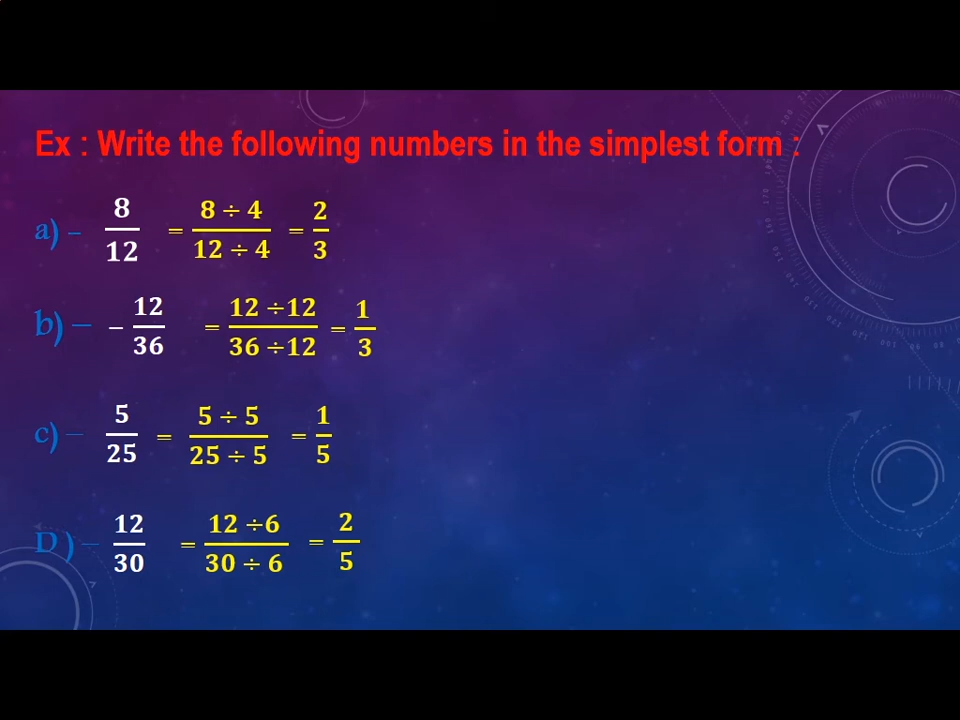 Ex : Write the following numbers in the simplest form :
a) – 8/12 = 8 ÷ 4/12 ÷ 4 = 2/3
b) – – 12/36 = 12 ÷12/36 ÷12 = 1/3
c) – 5/25 = 5 ÷ 5/25 ÷ 5 = 1/5
D ) – 12/30 = 12 ÷6/30 ÷ 6 = 2/5